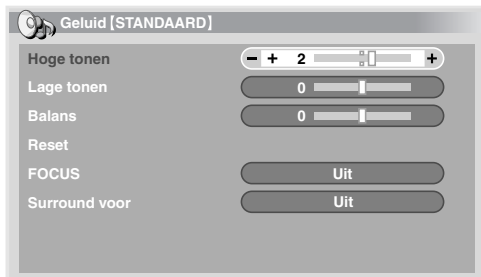 Geluid [STANDAARD]
Hoge tonen − + 2 +
Lage tonen 0
Balans 0
Reset
FOCUS Uit
Surround voor Uit